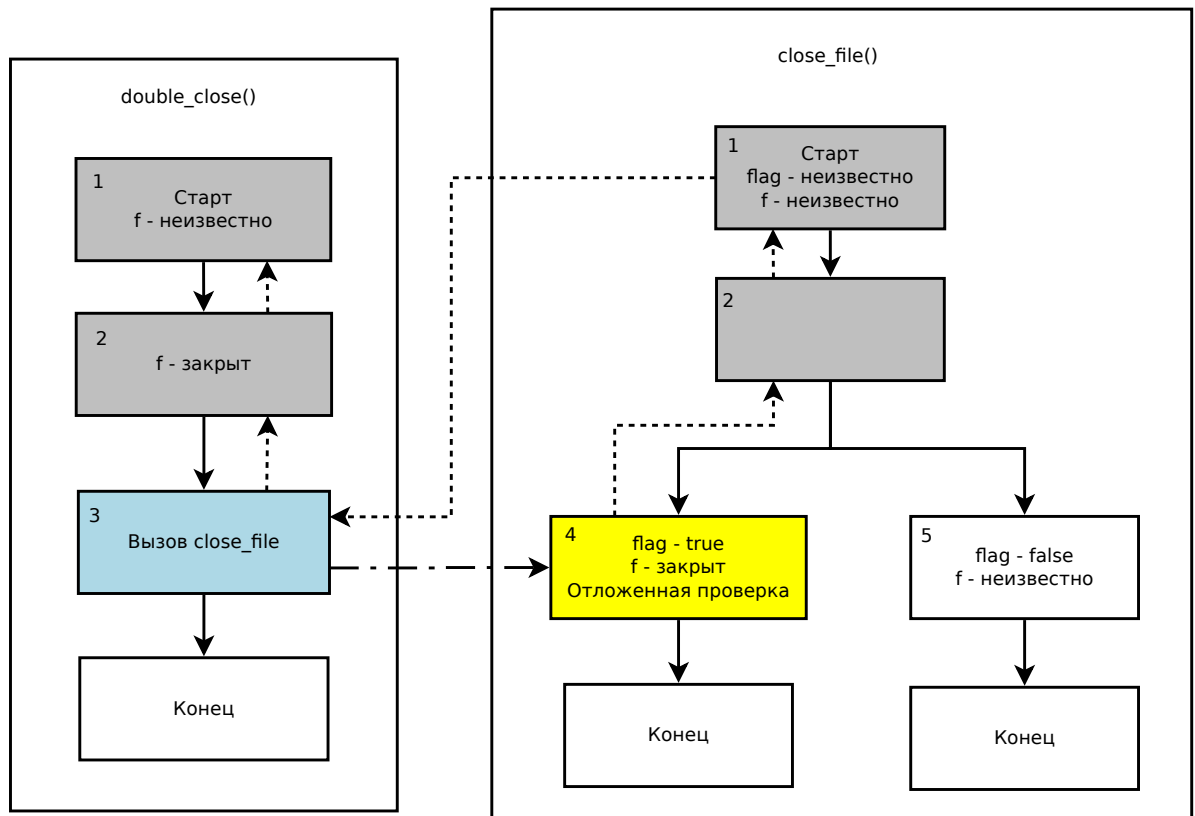 double_close()
1
Старт
f - неизвестно
2
f - закрыт
3
Вызов close_file
Конец
close_file()
1
Старт
flag - неизвестно
f - неизвестно
2
4
flag - true
f - закрыт
Отложенная проверка
5
flag - false
f - неизвестно
Конец
Конец